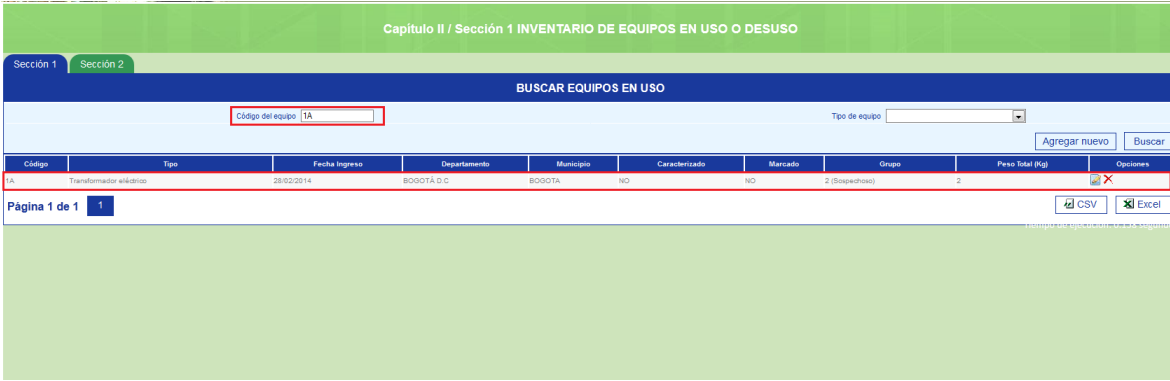 Capítulo II / Sección 1 INVENTARIO DE EQUIPOS EN USO O DESUSO
Sección 1 Sección 2
BUSCAR EQUIPOS EN USO
Código del equipo 1A Tipo de equipo
Agregar nuevo Buscar
Código Tipo Fecha Ingreso Departamento Municipio Caracterizado Marcado Grupo Peso Total (Kg) Opciones
1A Transformador eléctrico 28/02/2014 BOGOTÁ D.C BOGOTA NO NO 2 (Sospechoso) 2
Página 1 de 1 1 CSV Excel